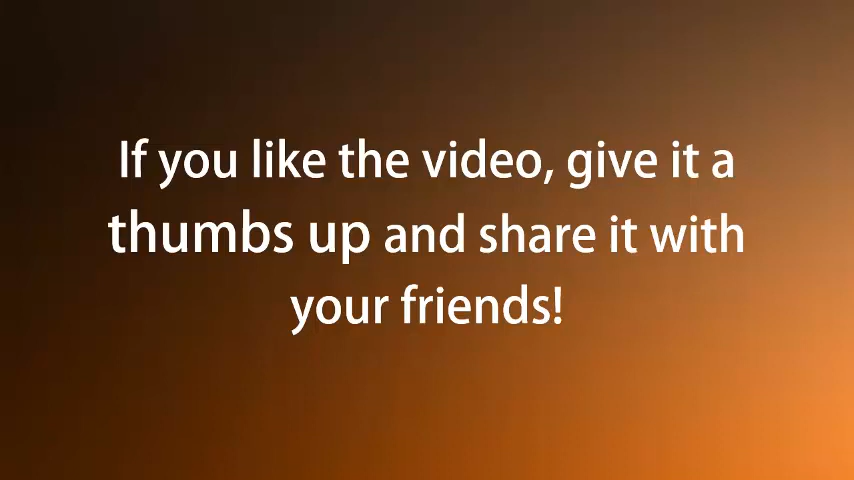 If you like the video, give it a
thumbs up and share it with
your friends!